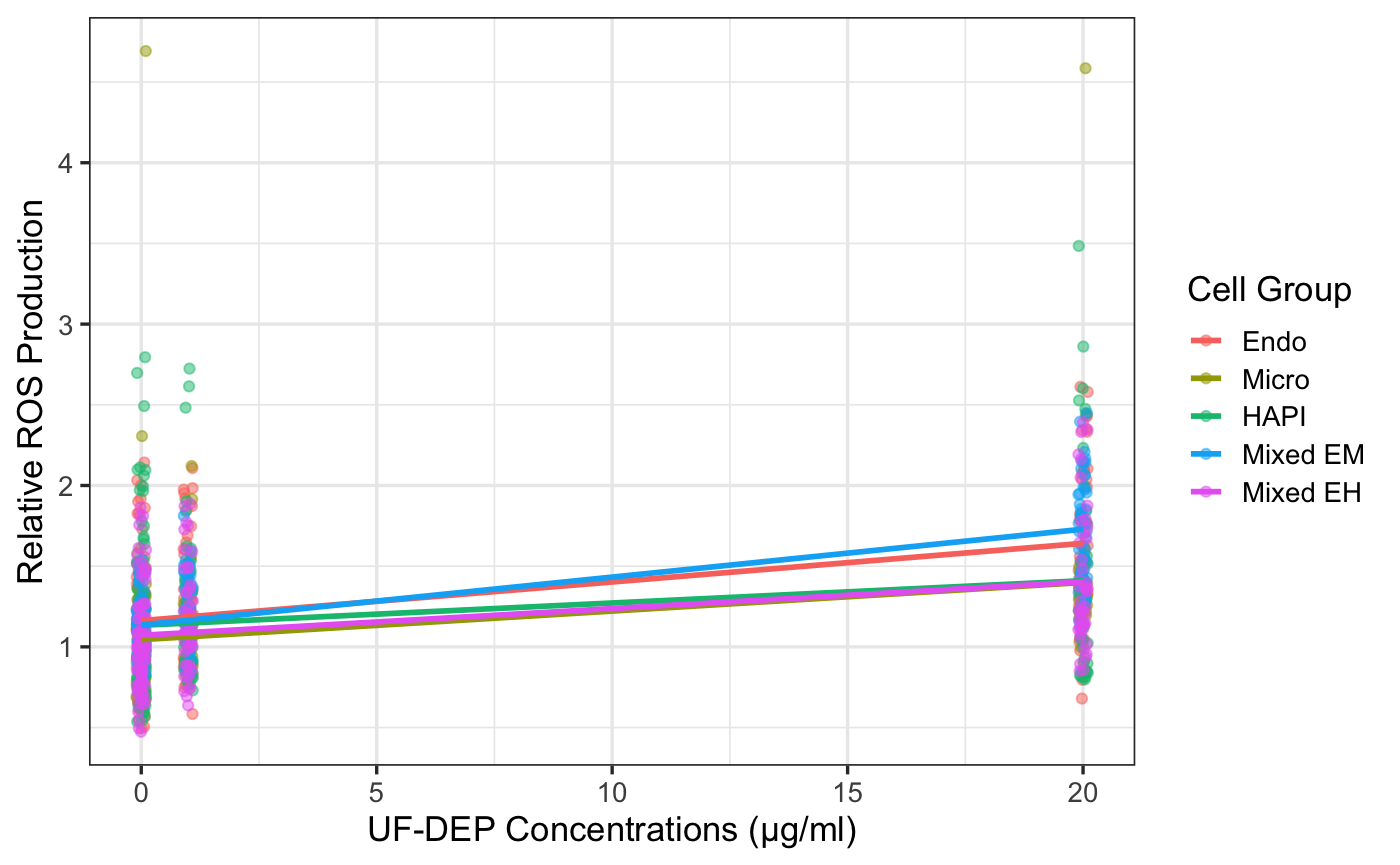 Relative ROS Production
4
3
2
1
0 5 10 15 20
UF-DEP Concentrations (µg/ml)
Cell Group
Endo
Micro
HAPI
Mixed EM
Mixed EH